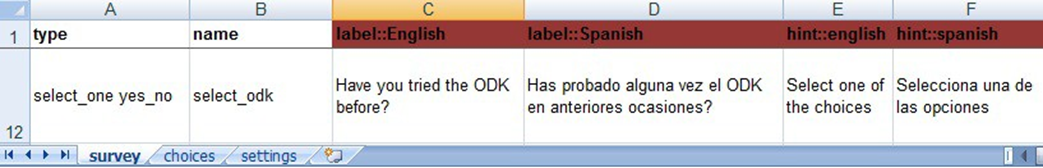 A B C D E F
1 type name label::English label::Spanish hint::english hint::spanish
12 select_one yes_no select_odk Have you tried the ODK before? Has probado alguna vez el ODK en anteriores ocasiones? Select one of the choices Selecciona una de las opciones
survey choices settings